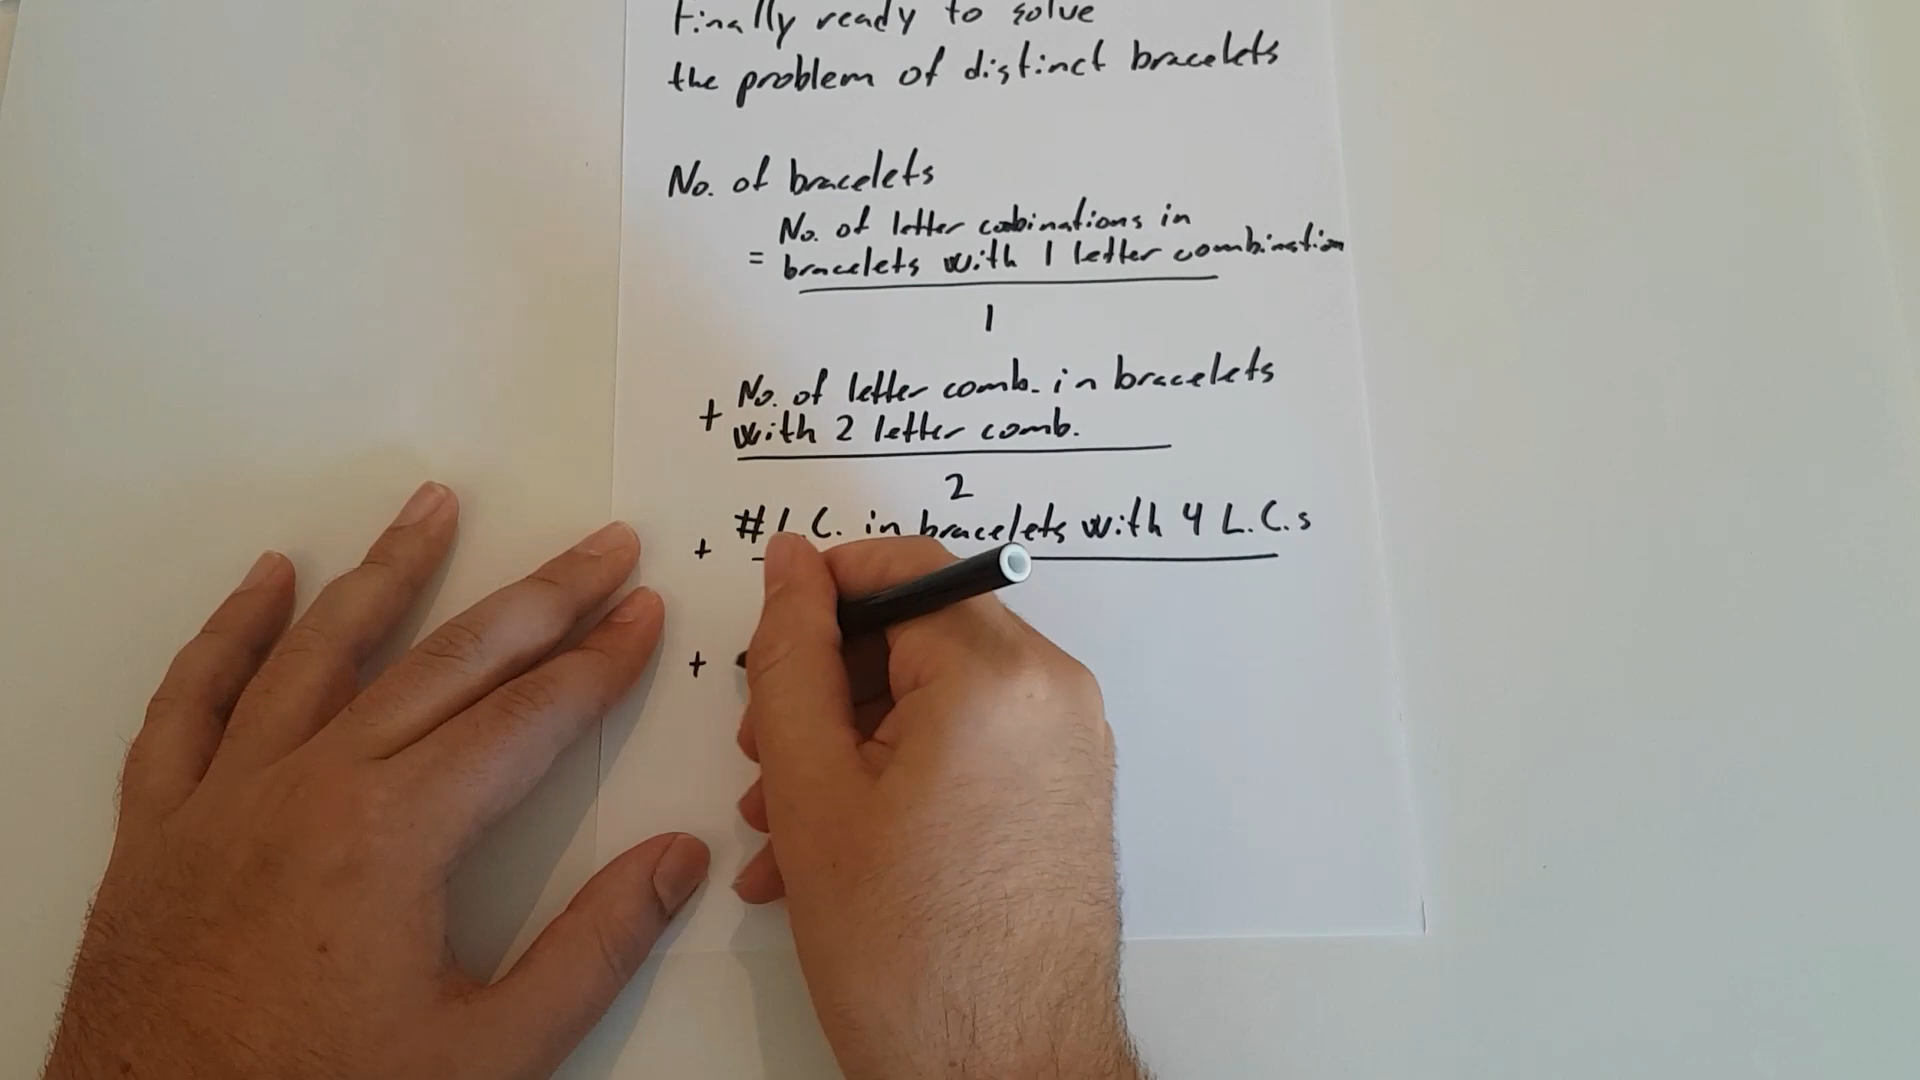 Finally ready to solve
the problem of distinct bracelets
No. of bracelets
No. of letter cobinations in
= bracelets with 1 letter combination
1
+ No. of letter comb. in bracelets
with 2 letter comb.
2
+ # L.C. in bracelets with 4 L.C.s
+